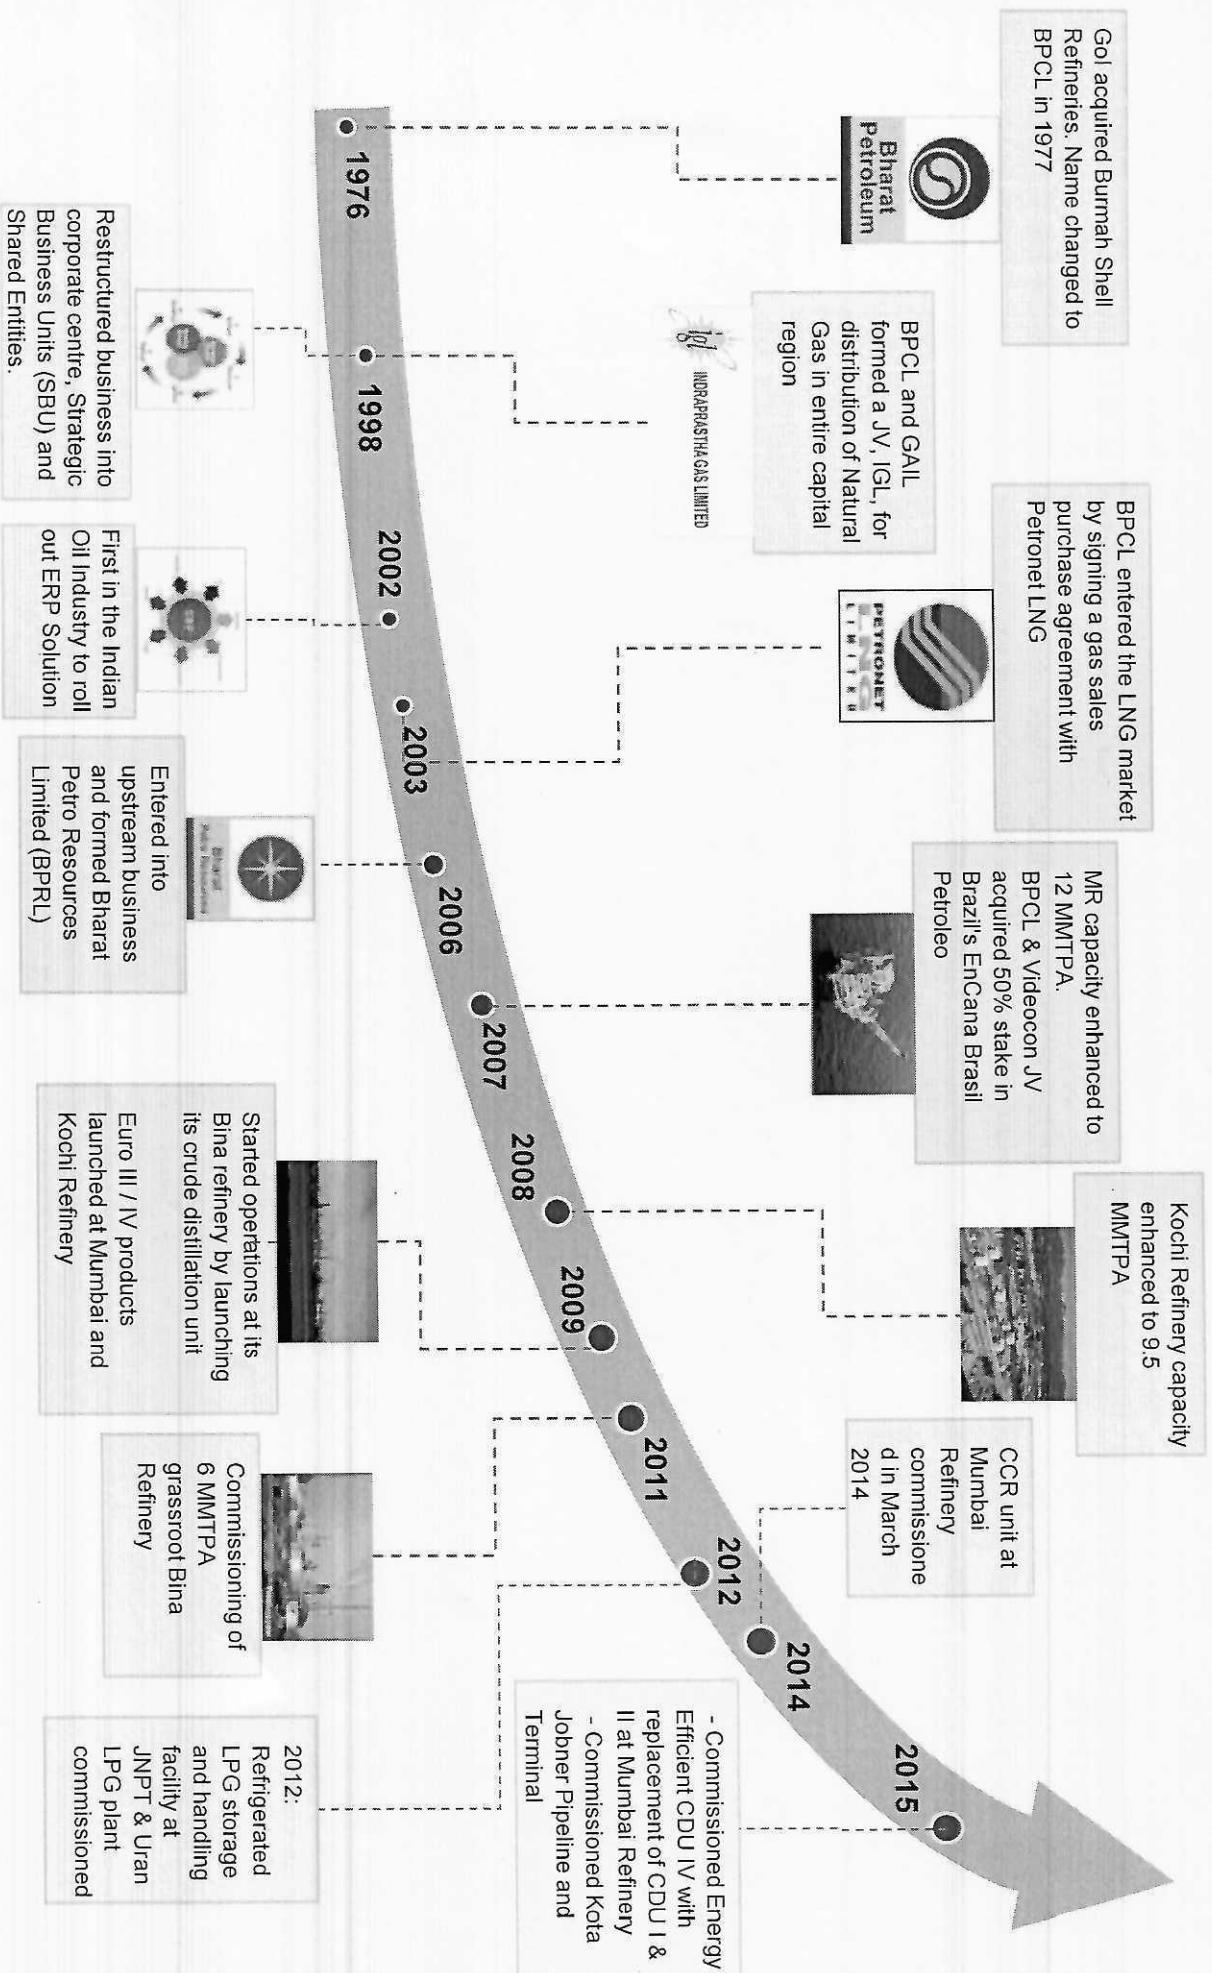 GoI acquired Burmah Shell
Refineries. Name changed to
BPCL in 1977
Bharat
Petroleum
1976
BPCL and GAIL
formed a JV, IGL, for
distribution of Natural
Gas in entire capital
region
igl
INDRAPRASTHA GAS LIMITED
1998
Restructured business into
corporate centre, Strategic
Business Units (SBU) and
Shared Entities.
2002
First in the Indian
Oil Industry to roll
out ERP Solution
BPCL entered the LNG market
by signing a gas sales
purchase agreement with
Petronet LNG
PETRONET
LNG
LIMITED
2003
2006
Bharat
Petro Resources
Entered into
upstream business
and formed Bharat
Petro Resources
Limited (BPRL)
MR capacity enhanced to
12 MMTPA.
BPCL & Videocon JV
acquired 50% stake in
Brazil's EnCana Brasil
Petroleo
2007
Kochi Refinery capacity
enhanced to 9.5
MMTPA
2008
2009
Started operations at its
Bina refinery by launching
its crude distillation unit
Euro III / IV products
launched at Mumbai and
Kochi Refinery
2011
Commissioning of
6 MMTPA
grassroot Bina
Refinery
CCR unit at
Mumbai
Refinery
commissione
d in March
2014
2012
2014
2012:
Refrigerated
LPG storage
and handling
facility at
JNPT & Uran
LPG plant
commissioned
2015
- Commissioned Energy
Efficient CDU IV with
replacement of CDU I &
II at Mumbai Refinery
- Commissioned Kota
Jobner Pipeline and
Terminal